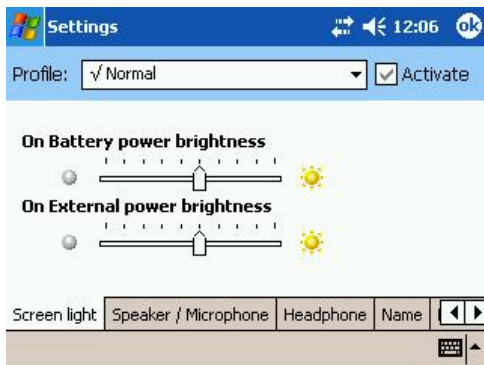 Settings 12:06 ok
Profile: √ Normal Activate
On Battery power brightness
On External power brightness
Screen light Speaker / Microphone Headphone Name